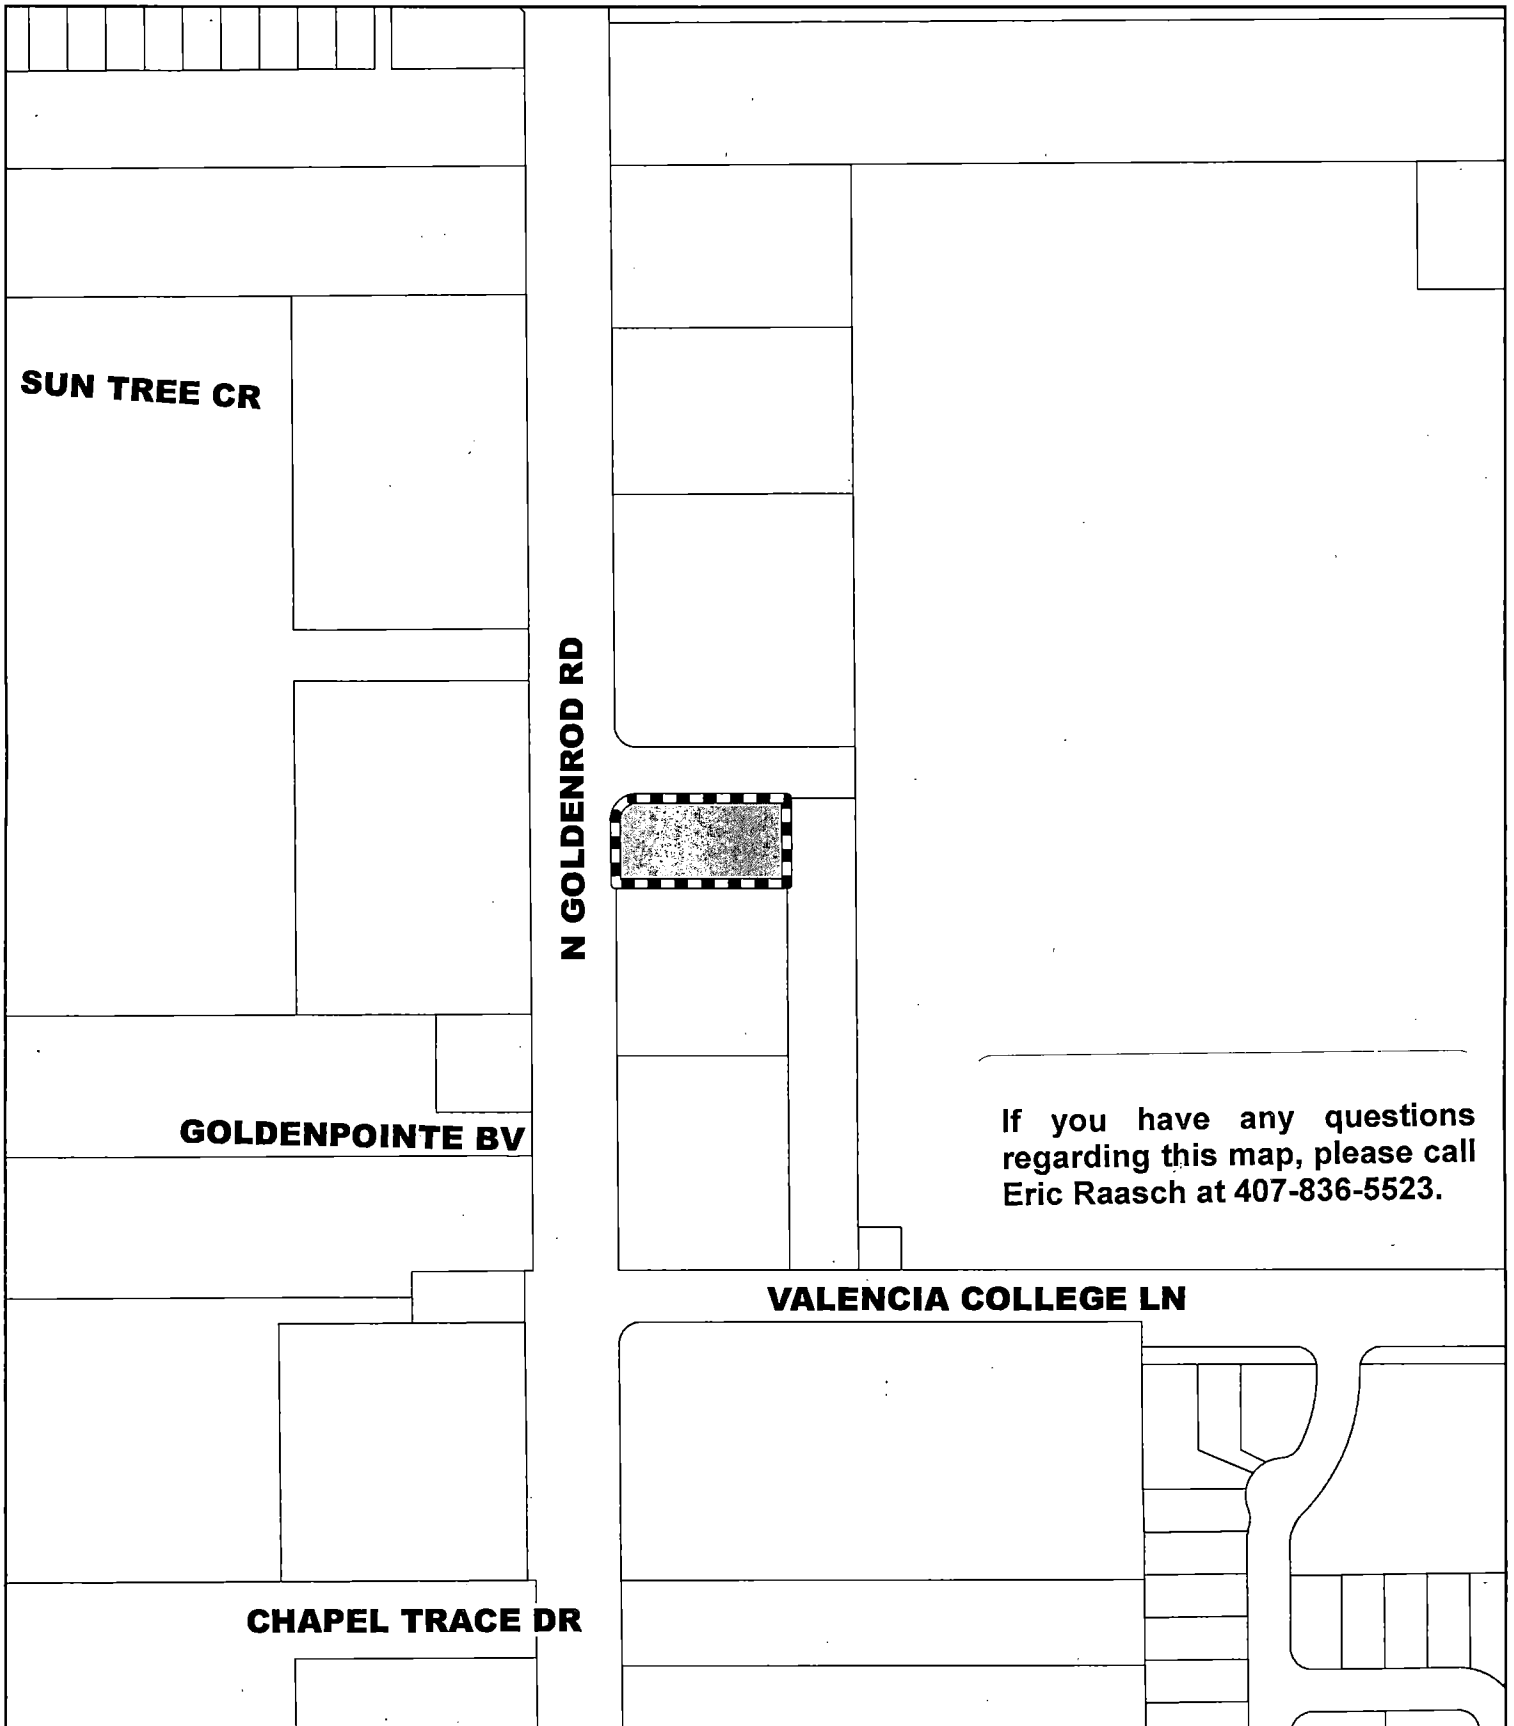 SUN TREE CR
N GOLDENROD RD
GOLDENPOINTE BV
If you have any questions
regarding this map, please call
Eric Raasch at 407-836-5523.
VALENCIA COLLEGE LN
CHAPEL TRACE DR